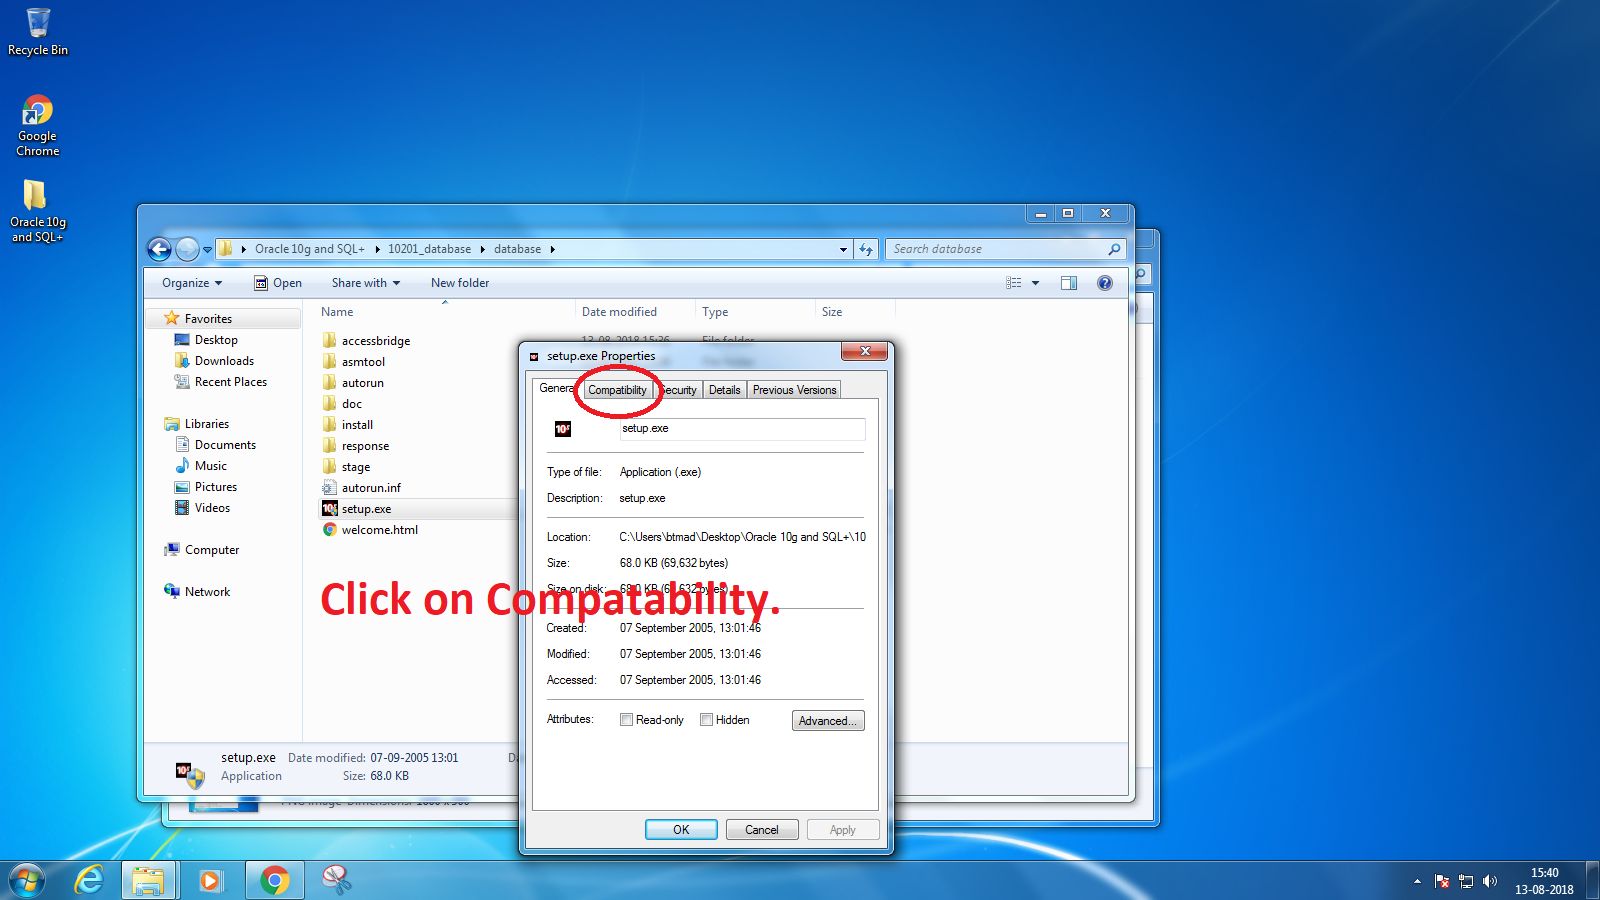 Recycle Bin
Google
Chrome
Oracle 10g
and SQL+
Oracle 10g and SQL+ 10201_database database
Search database
Organize Open Share with New folder
Name Date modified Type Size
Favorites
Desktop
Downloads
Recent Places
Libraries
Documents
Music
Pictures
Videos
Computer
Network
accessbridge 13-08-2018 15:26 File folder
asmtool
autorun
doc
install
response
stage
autorun.inf
setup.exe
welcome.html
setup.exe Properties
General Compatibility Security Details Previous Versions
setup.exe
Type of file: Application (.exe)
Description: setup.exe
Location: C:\Users\btmad\Desktop\Oracle 10g and SQL+\10
Size: 68.0 KB (69,632 bytes)
Size on disk: 68.0 KB (69,632 bytes)
Click on Compatability.
Created: 07 September 2005, 13:01:46
Modified: 07 September 2005, 13:01:46
Accessed: 07 September 2005, 13:01:46
Attributes: Read-only Hidden Advanced...
OK Cancel Apply
setup.exe Date modified: 07-09-2005 13:01
Application Size: 68.0 KB
15:40
13-08-2018